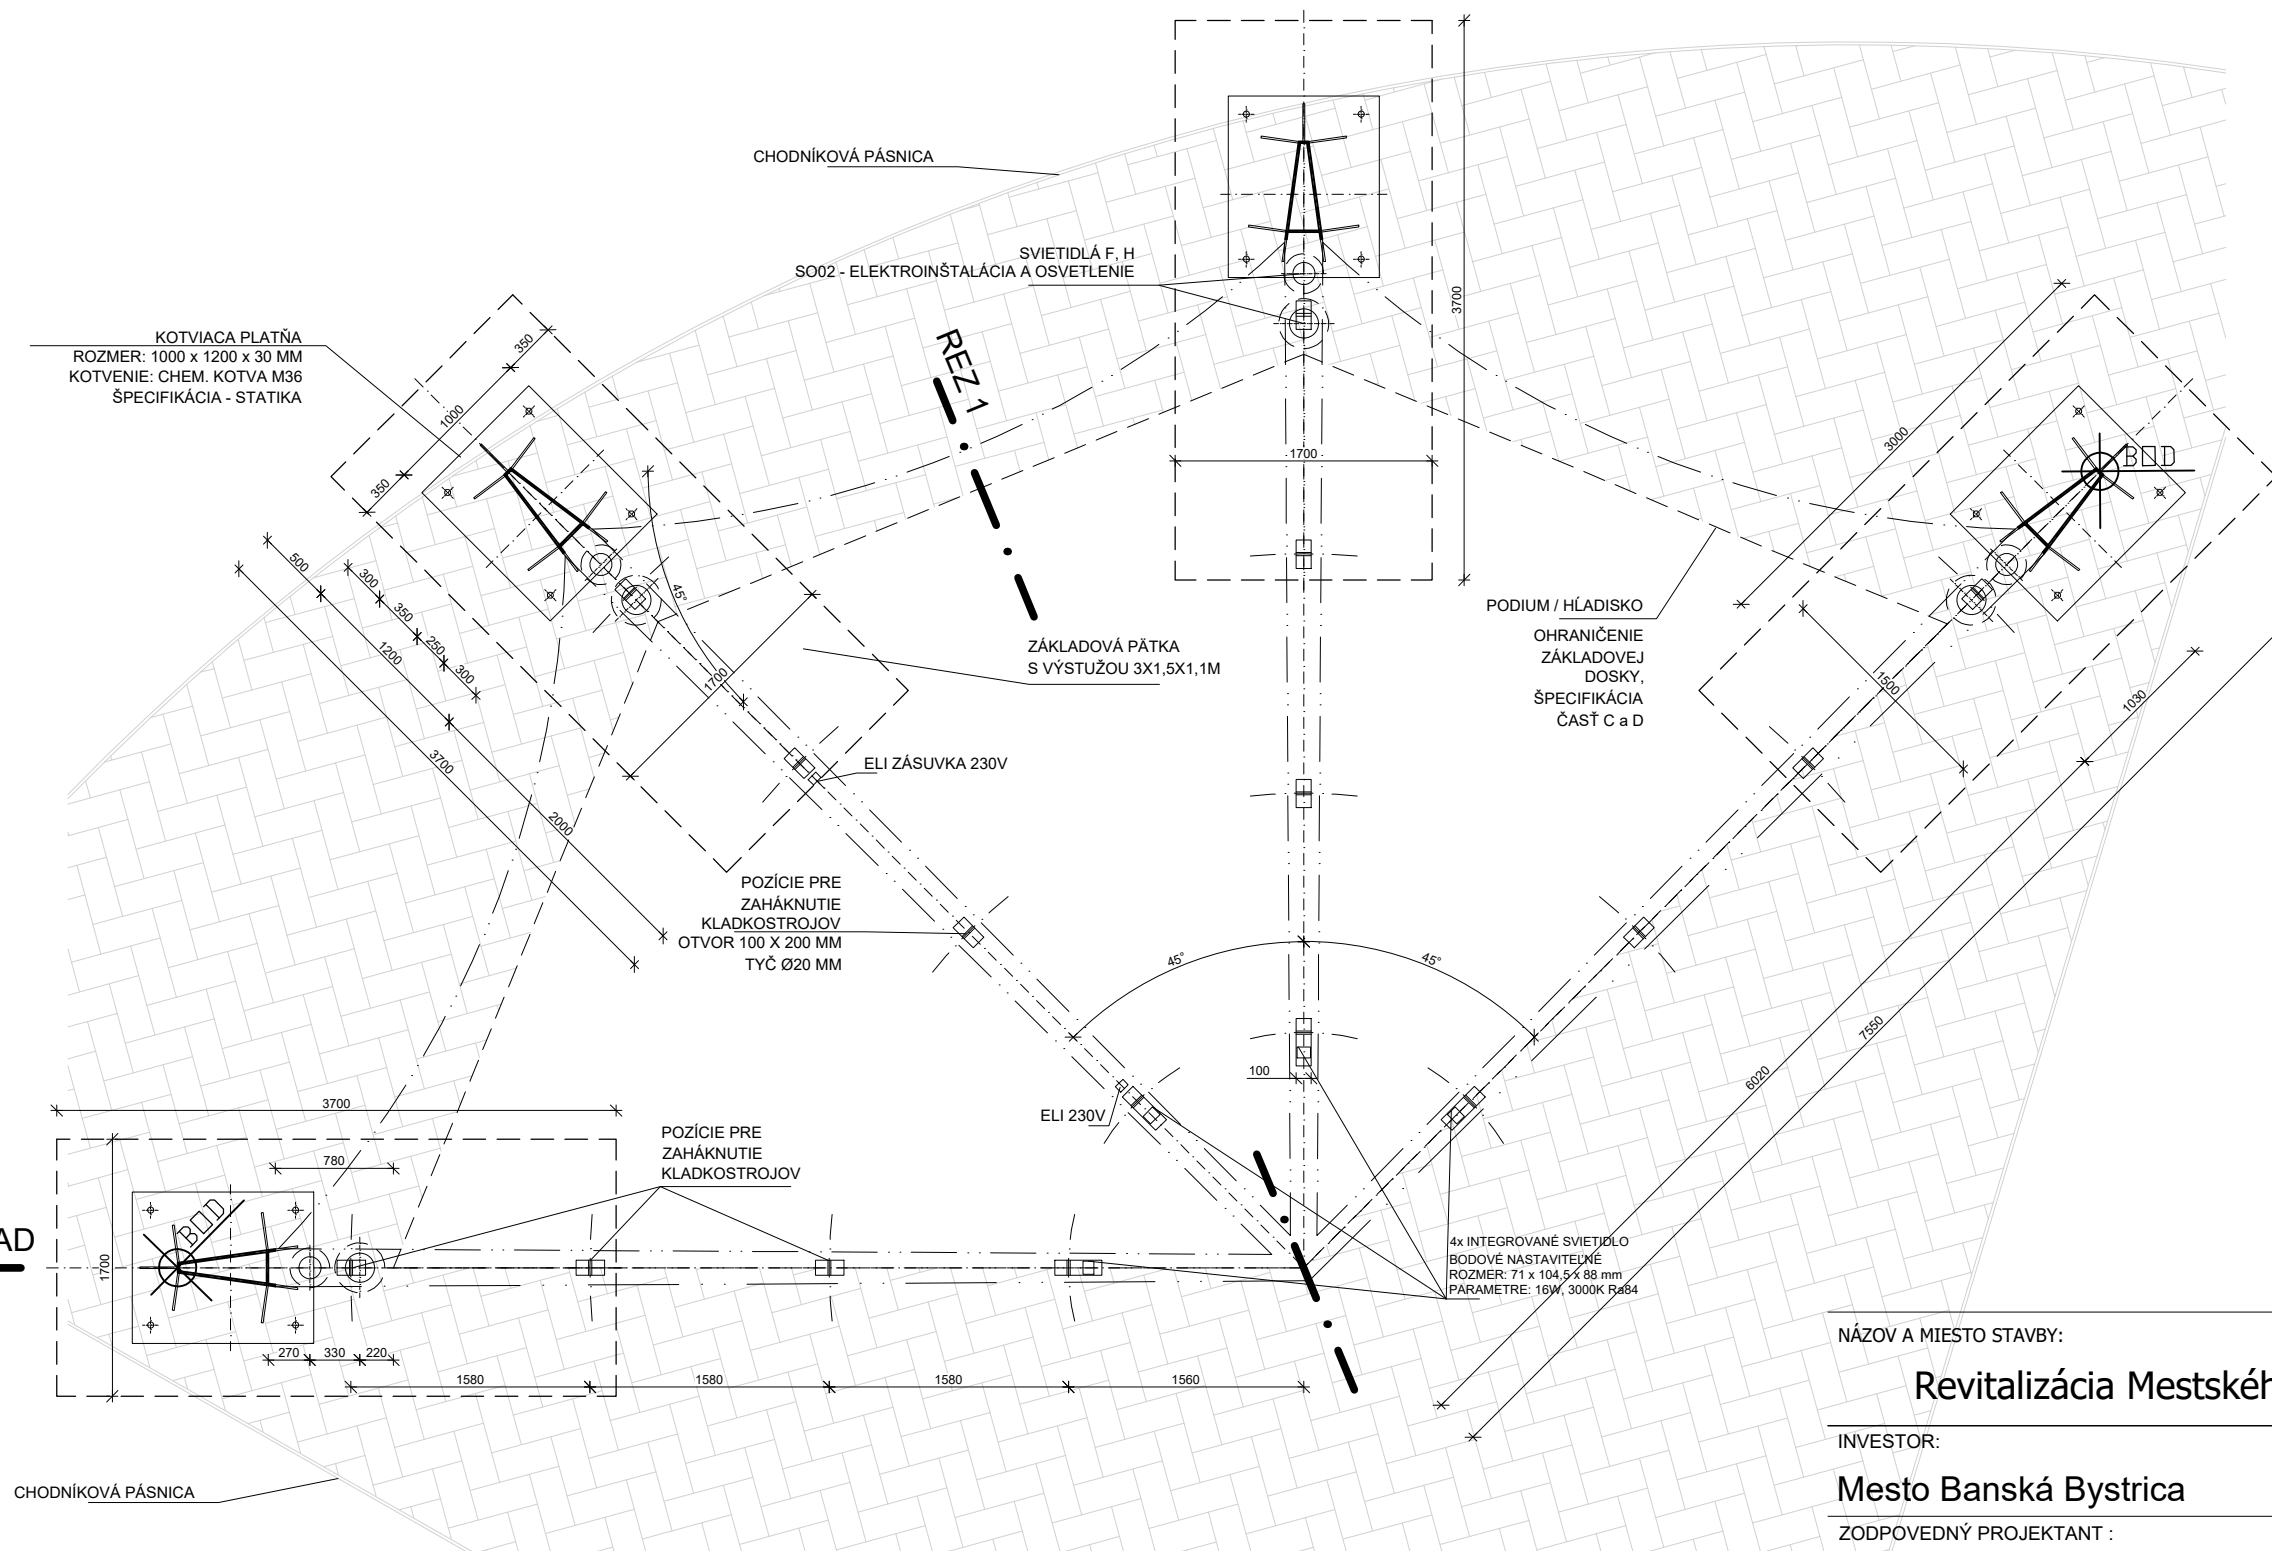 CHODNÍKOVÁ PÁSNICA
SVIETIDLÁ F, H
SO02 - ELEKTROINŠTALÁCIA A OSVETLENIE
3700
1700
REZ 1
KOTVIACA PLATŇA
ROZMER: 1000 x 1200 x 30 MM
KOTVENIE: CHEM. KOTVA M36
ŠPECIFIKÁCIA - STATIKA
350
1000
350
500
300
350
250
300
1200
3700
2000
45°
1700
ZÁKLADOVÁ PÄTKA
S VÝSTUŽOU 3X1,5X1,1M
ELI ZÁSUVKA 230V
3000
BOD
PODIUM / HĽADISKO
OHRANIČENIE
ZÁKLADOVEJ
DOSKY,
ŠPECIFIKÁCIA
ČASŤ C a D
1500
1030
7550
6020
POZÍCIE PRE
ZAHÁKNUTIE
KLADKOSTROJOV
OTVOR 100 X 200 MM
TYČ Ø20 MM
45°
45°
100
ELI 230V
3700
780
1700
BOD
AD
POZÍCIE PRE
ZAHÁKNUTIE
KLADKOSTROJOV
270
330
220
1580
1580
1580
1560
4x INTEGROVANÉ SVIETIDLO
BODOVÉ NASTAVITEĽNÉ
ROZMER: 71 x 104,5 x 88 mm
PARAMETRE: 16W, 3000K Ra84
CHODNÍKOVÁ PÁSNICA
NÁZOV A MIESTO STAVBY:
Revitalizácia Mestskéh
INVESTOR:
Mesto Banská Bystrica
ZODPOVEDNÝ PROJEKTANT :